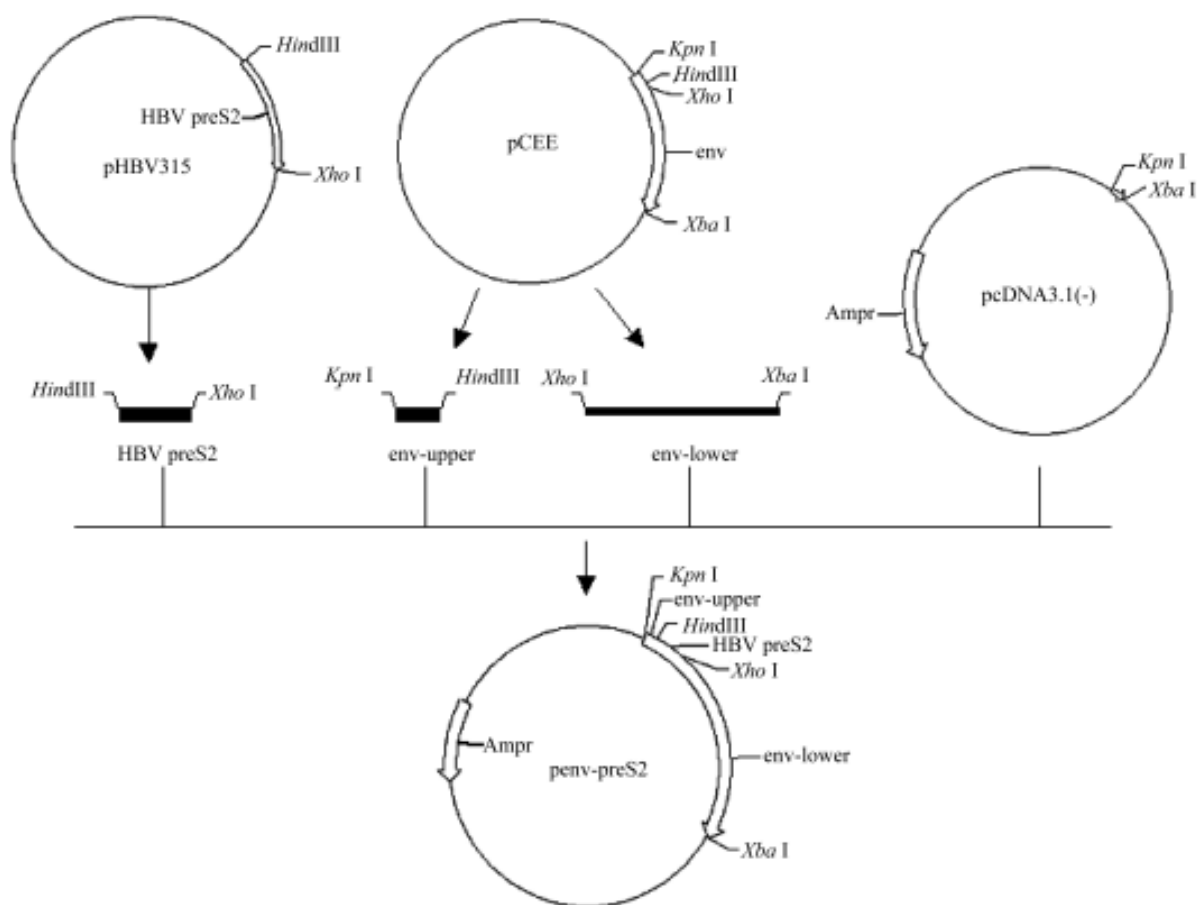 HindIII
HBV preS2
pHBV315
Xho I
Kpn I
HindIII
Xho I
pCEE
env
Xba I
Kpn I
Xba I
Ampr
pcDNA3.1(-)
HindIII
Xho I
HBV preS2
Kpn I
HindIII
env-upper
Xho I
Xba I
env-lower
Kpn I
env-upper
HindIII
HBV preS2
Xho I
Ampr
penv-preS2
env-lower
Xba I